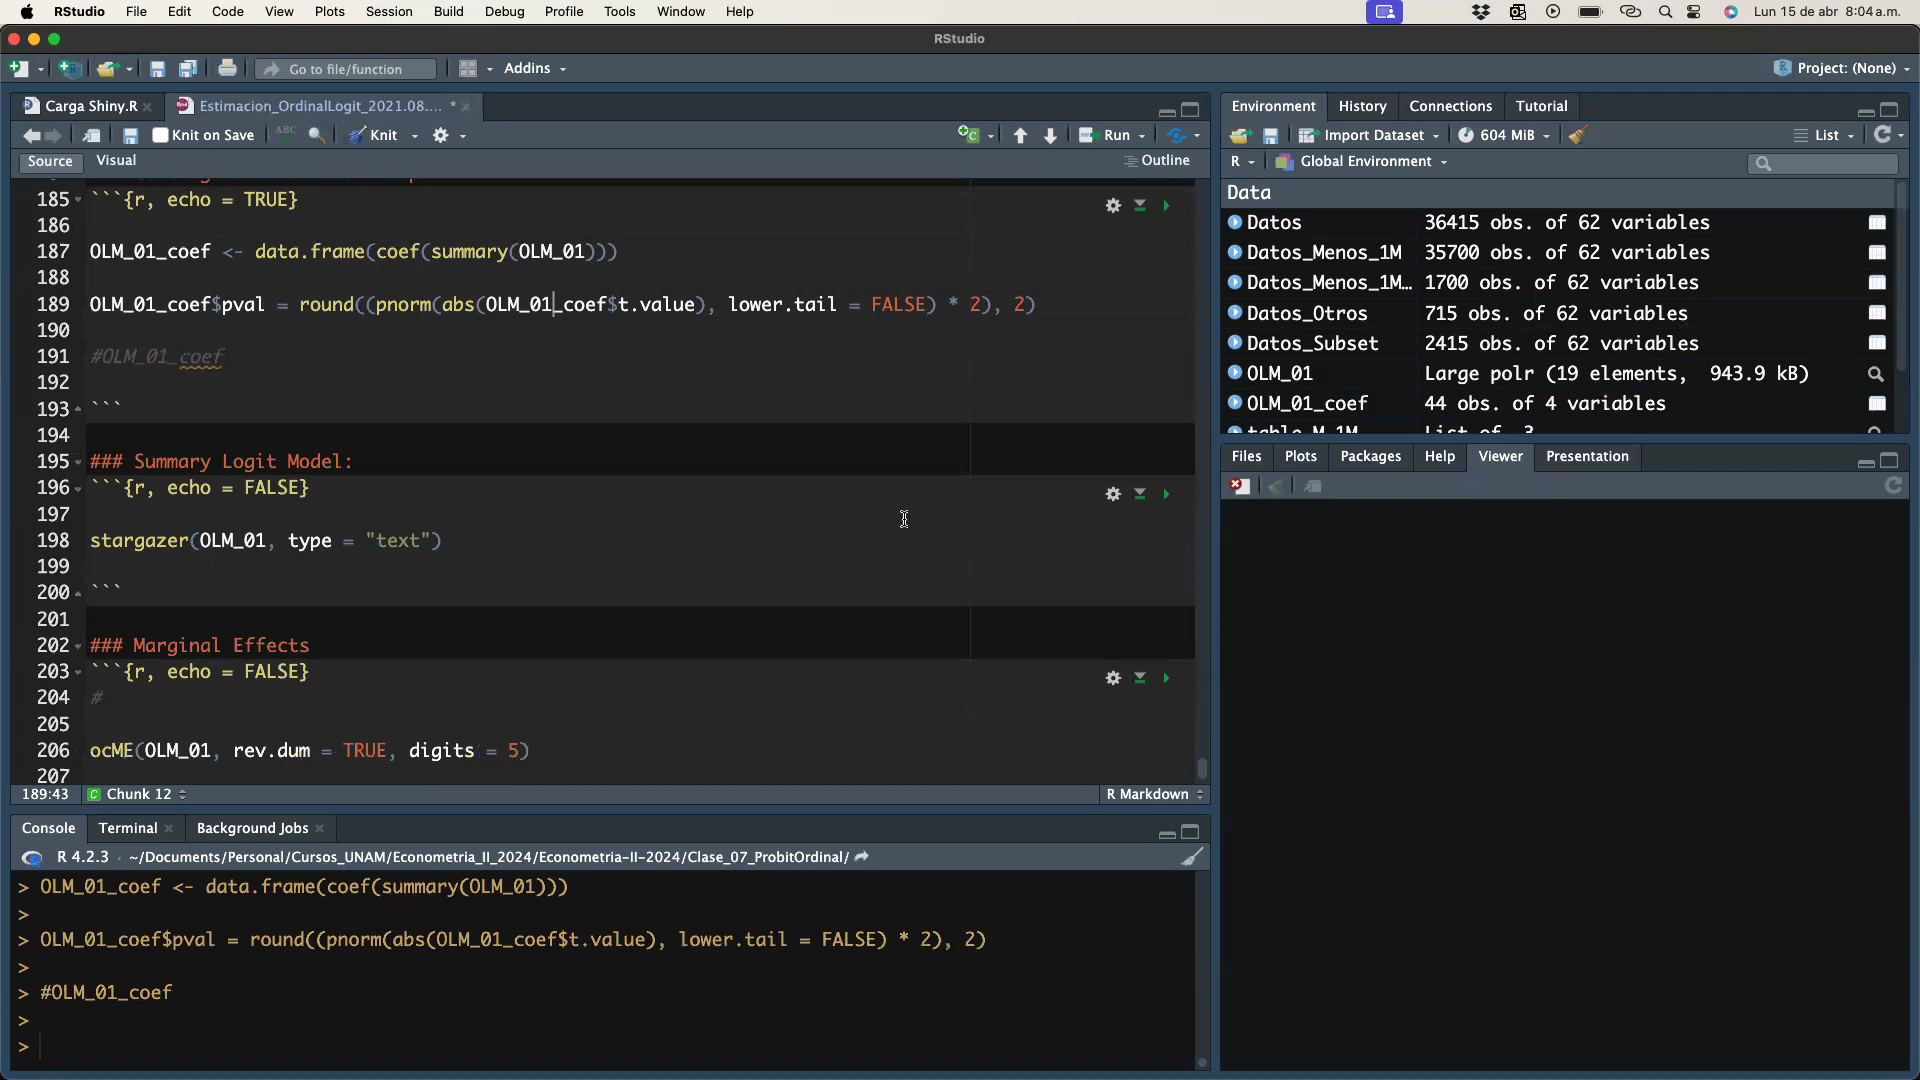 RStudio File Edit Code View Plots Session Build Debug Profile Tools Window Help Lun 15 de abr 8:04 a.m.
RStudio
Go to file/function Addins Project: (None)
Carga Shiny.R Estimacion_OrdinalLogit_2021.08.... *
Knit on Save ABC Knit Run
Source Visual Outline
185 ```{r, echo = TRUE}
186
187 OLM_01_coef <- data.frame(coef(summary(OLM_01)))
188
189 OLM_01_coef$pval = round((pnorm(abs(OLM_01_coef$t.value), lower.tail = FALSE) * 2), 2)
190
191 #OLM_01_coef
192
193 ```
194
195 ### Summary Logit Model:
196 ```{r, echo = FALSE}
197
198 stargazer(OLM_01, type = "text")
199
200 ```
201
202 ### Marginal Effects
203 ```{r, echo = FALSE}
204 #
205
206 ocME(OLM_01, rev.dum = TRUE, digits = 5)
207
189:43 Chunk 12 R Markdown
Console Terminal Background Jobs
R 4.2.3 · ~/Documents/Personal/Cursos_UNAM/Econometria_II_2024/Econometria-II-2024/Clase_07_ProbitOrdinal/
> OLM_01_coef <- data.frame(coef(summary(OLM_01)))
>
> OLM_01_coef$pval = round((pnorm(abs(OLM_01_coef$t.value), lower.tail = FALSE) * 2), 2)
>
> #OLM_01_coef
>
>
Environment History Connections Tutorial
Import Dataset 604 MiB List
R Global Environment
Data
Datos 36415 obs. of 62 variables
Datos_Menos_1M 35700 obs. of 62 variables
Datos_Menos_1M... 1700 obs. of 62 variables
Datos_Otros 715 obs. of 62 variables
Datos_Subset 2415 obs. of 62 variables
OLM_01 Large polr (19 elements, 943.9 kB)
OLM_01_coef 44 obs. of 4 variables
table_M_1M List of 3
Files Plots Packages Help Viewer Presentation